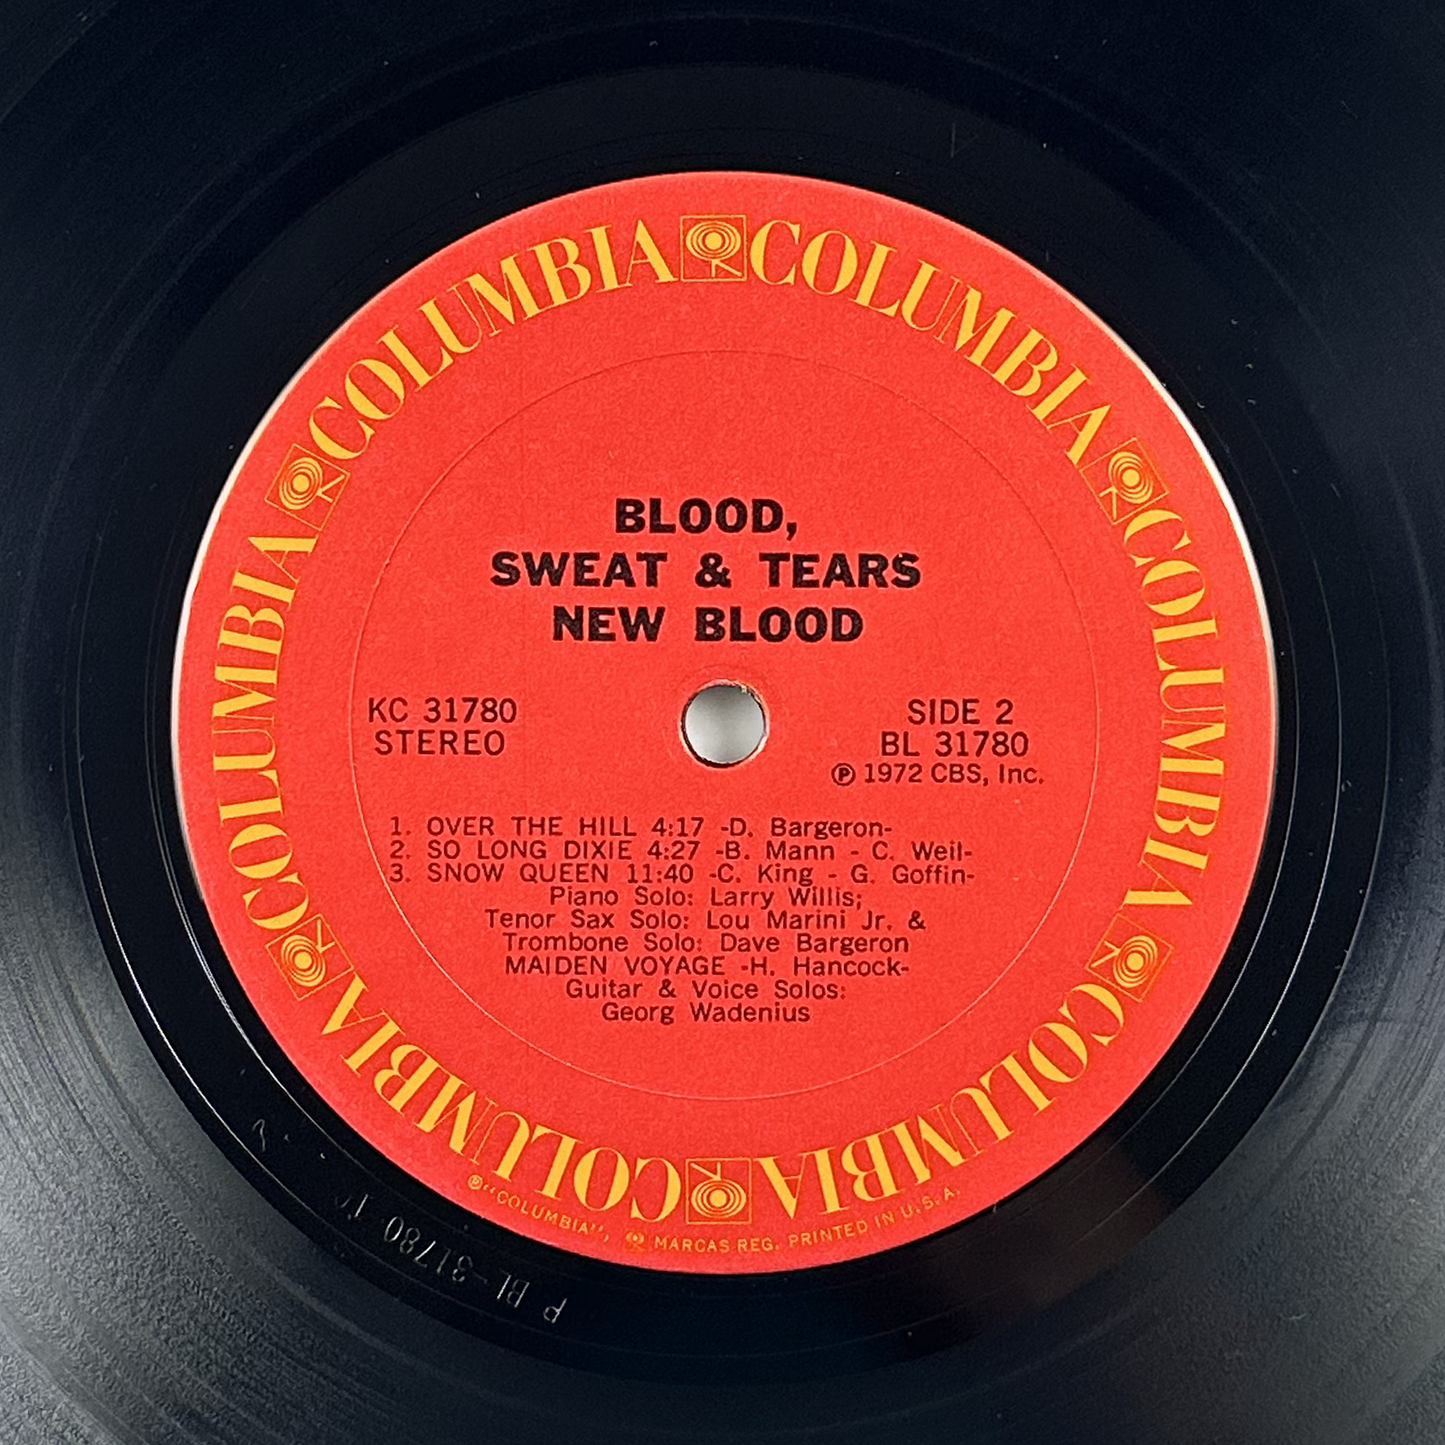 COLUMBIA COLUMBIA COLUMBIA COLUMBIA COLUMBIA COLUMBIA
BLOOD,
SWEAT & TEARS
NEW BLOOD
KC 31780
STEREO
SIDE 2
BL 31780
Ⓟ 1972 CBS, Inc.
1. OVER THE HILL 4:17 -D. Bargeron-
2. SO LONG DIXIE 4:27 -B. Mann - C. Weil-
3. SNOW QUEEN 11:40 -C. King - G. Goffin-
Piano Solo: Larry Willis;
Tenor Sax Solo: Lou Marini Jr. &
Trombone Solo: Dave Bargeron
MAIDEN VOYAGE -H. Hancock-
Guitar & Voice Solos:
Georg Wadenius
Ⓟ "COLUMBIA", MARCAS REG. PRINTED IN U.S.A.
P BL-31780